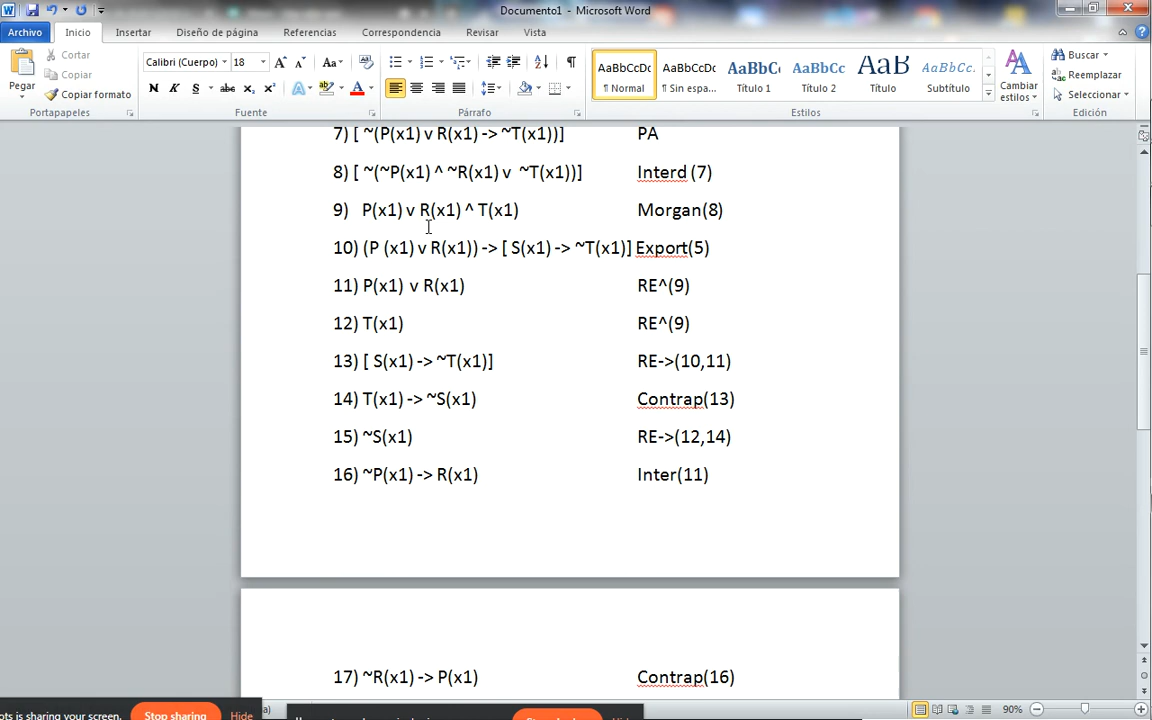 Documento1 - Microsoft Word
Archivo Inicio Insertar Diseño de página Referencias Correspondencia Revisar Vista
Pegar Cortar Copiar Copiar formato
Calibri (Cuerpo) 18
AaBbCcDc AaBbCcDc AaBbCc AaBbCc AaB AaBbCc.
¶ Normal ¶ Sin espa... Título 1 Título 2 Título Subtítulo
Cambiar estilos
Buscar
Reemplazar
Seleccionar
Portapapeles Fuente Párrafo Estilos Edición
7) [ ~(P(x1) v R(x1) -> ~T(x1))] PA
8) [ ~(~P(x1) ^ ~R(x1) v ~T(x1))] Interd (7)
9) P(x1) v R(x1) ^ T(x1) Morgan(8)
10) (P (x1) v R(x1)) -> [ S(x1) -> ~T(x1)] Export(5)
11) P(x1) v R(x1) RE^(9)
12) T(x1) RE^(9)
13) [ S(x1) -> ~T(x1)] RE->(10,11)
14) T(x1) -> ~S(x1) Contrap(13)
15) ~S(x1) RE->(12,14)
16) ~P(x1) -> R(x1) Inter(11)
17) ~R(x1) -> P(x1) Contrap(16)
is sharing your screen. Stop sharing Hide
90%